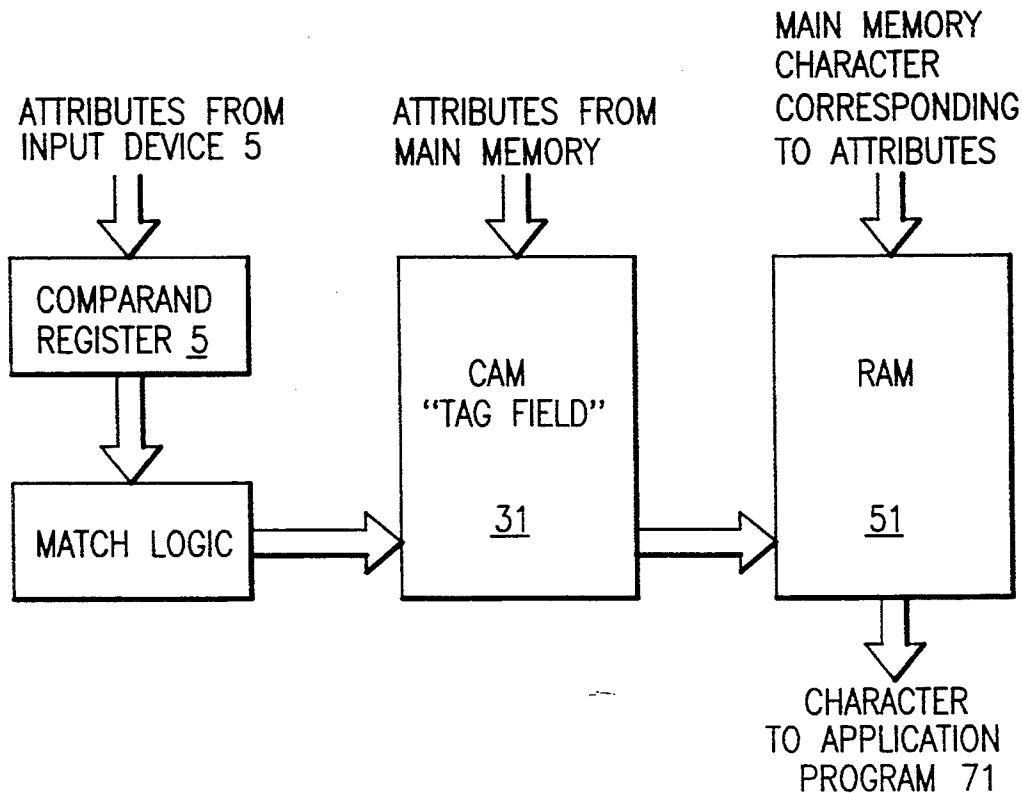 ATTRIBUTES FROM
INPUT DEVICE 5
ATTRIBUTES FROM
MAIN MEMORY
MAIN MEMORY
CHARACTER
CORRESPONDING
TO ATTRIBUTES
COMPARAND
REGISTER 5
MATCH LOGIC
CAM
“TAG FIELD”
31
RAM
51
CHARACTER
TO APPLICATION
PROGRAM 71